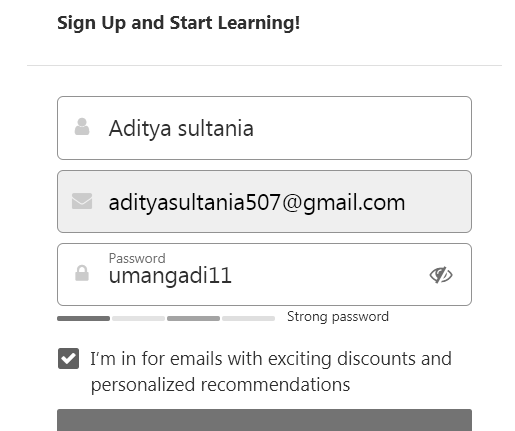 Sign Up and Start Learning!
Aditya sultania
adityasultania507@gmail.com
Password
umangadi11
Strong password
I'm in for emails with exciting discounts and
personalized recommendations